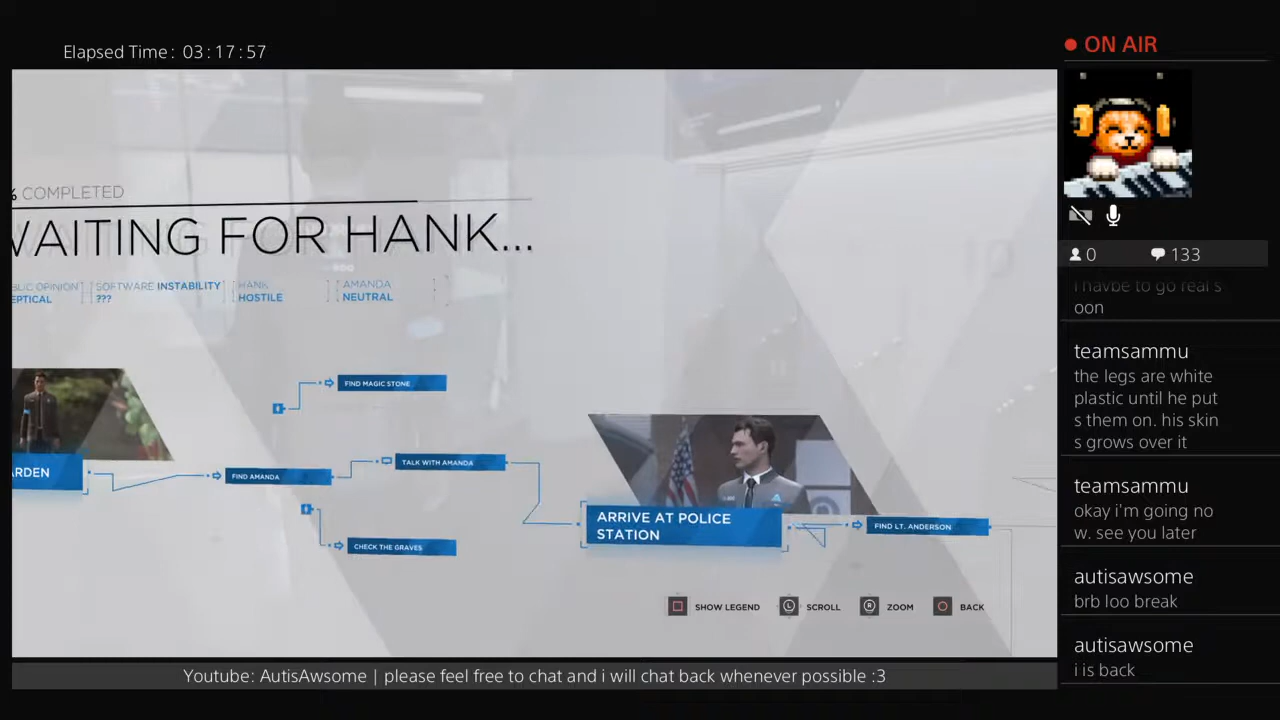 Elapsed Time: 03:17:57
ON AIR
% COMPLETED
WAITING FOR HANK...
SOFTWARE INSTABILITY
???
HANK
HOSTILE
AMANDA
NEUTRAL
FIND MAGIC STONE
FIND AMANDA
TALK WITH AMANDA
CHECK THE GRAVES
ARRIVE AT POLICE
STATION
FIND LT. ANDERSON
SHOW LEGEND
L
SCROLL
R
ZOOM
BACK
Youtube: AutisAwsome | please feel free to chat and i will chat back whenever possible :3
0
133
i havbe to go real s
oon
teamsammu
the legs are white
plastic until he put
s them on. his skin
s grows over it
teamsammu
okay i'm going no
w. see you later
autisawsome
brb loo break
autisawsome
i is back